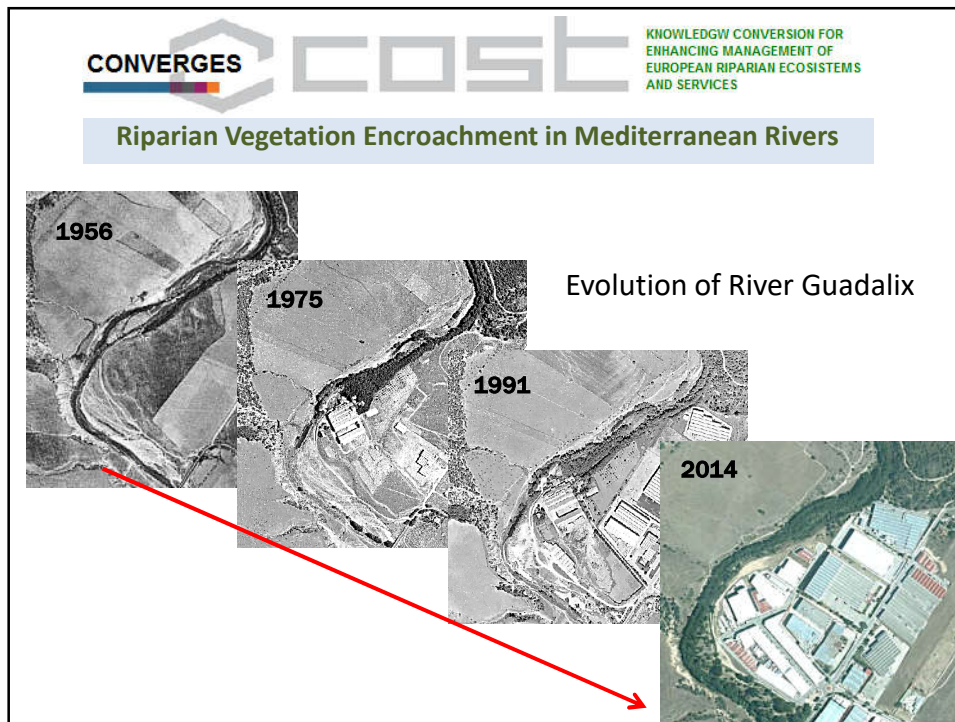 CONVERGES
cost
KNOWLEDGW CONVERSION FOR
ENHANCING MANAGEMENT OF
EUROPEAN RIPARIAN ECOSISTEMS
AND SERVICES
Riparian Vegetation Encroachment in Mediterranean Rivers
1956
1975
Evolution of River Guadalix
1991
2014